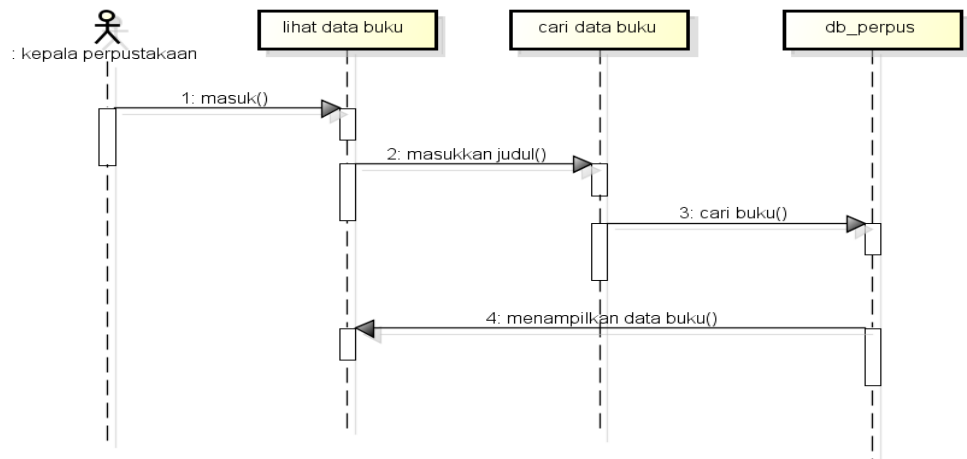 lihat data buku
cari data buku
db_perpus
: kepala perpustakaan
1: masuk()
2: masukkan judul()
3: cari buku()
4: menampilkan data buku()